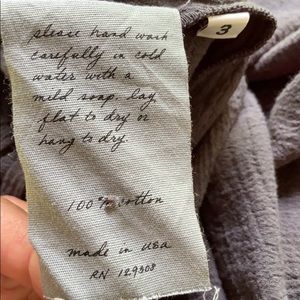 please hand wash
carefully in cold
water with a
mild soap. lay
flat to dry or
hang to dry.
100% cotton
made in usa
RN 129308
3